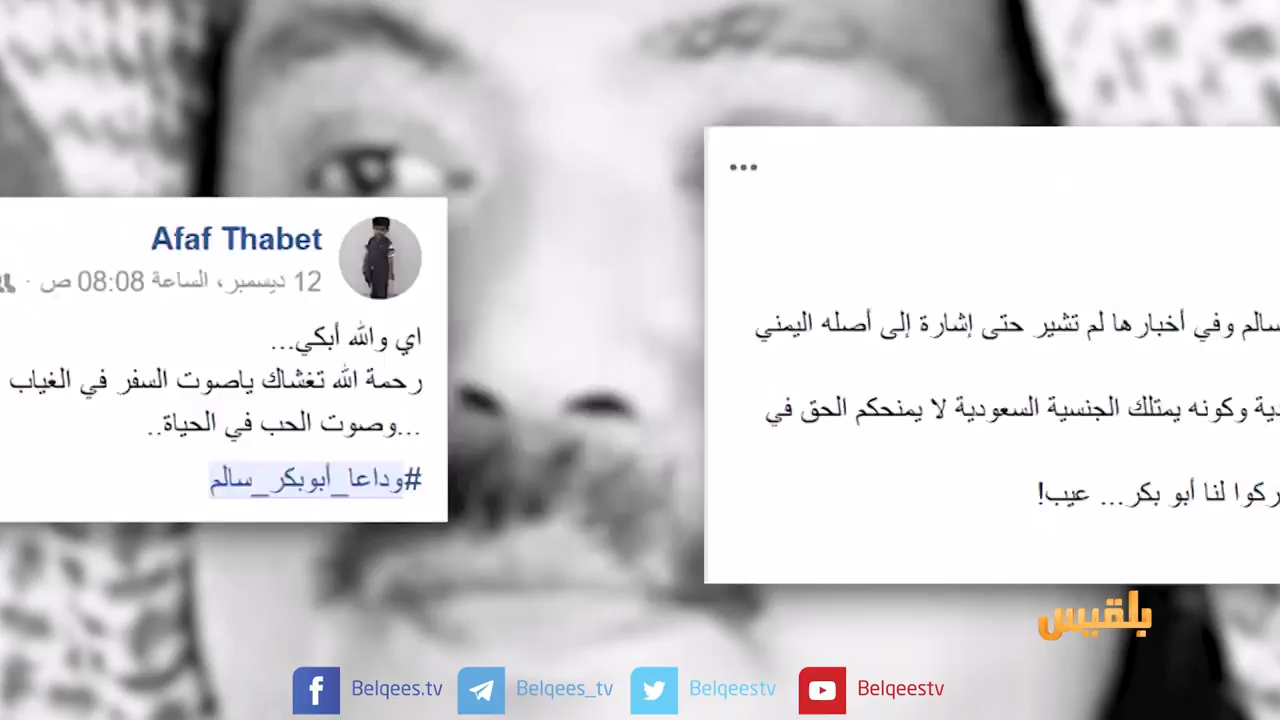 Afaf Thabet
12 ديسمبر، الساعة 08:08 ص ·
اي والله أبكي...
رحمة الله تغشاك ياصوت السفر في الغياب
...وصوت الحب في الحياة..
#وداعا_أبوبكر_سالم
سالم وفي أخبارها لم تشير حتى إشارة إلى أصله اليمني
وكونه يمتلك الجنسية السعودية لا يمنحكم الحق في
لنا أبو بكر... عيب!
بلقيس
Belqees.tv
Belqees_tv
Belqeestv
Belqeestv